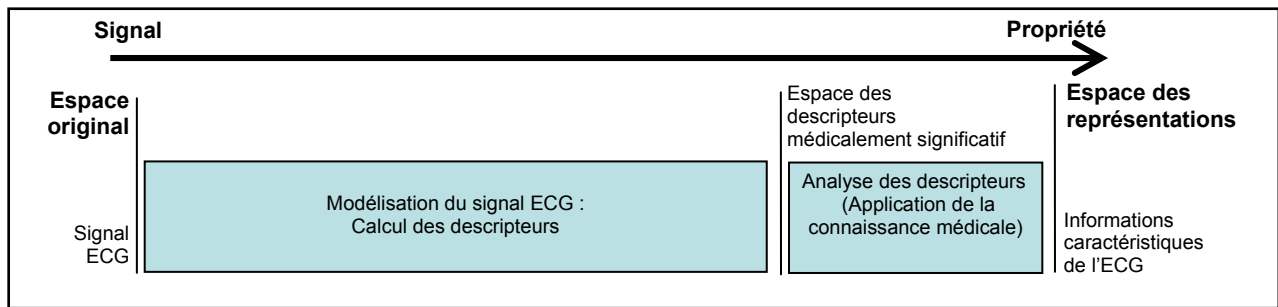 Signal
Propriété
Espace
original
Espace des
descripteurs
médicalement significatif
Espace des
représentations
Modélisation du signal ECG :
Calcul des descripteurs
Analyse des descripteurs
(Application de la
connaissance médicale)
Signal
ECG
Informations
caractéristiques
de l'ECG